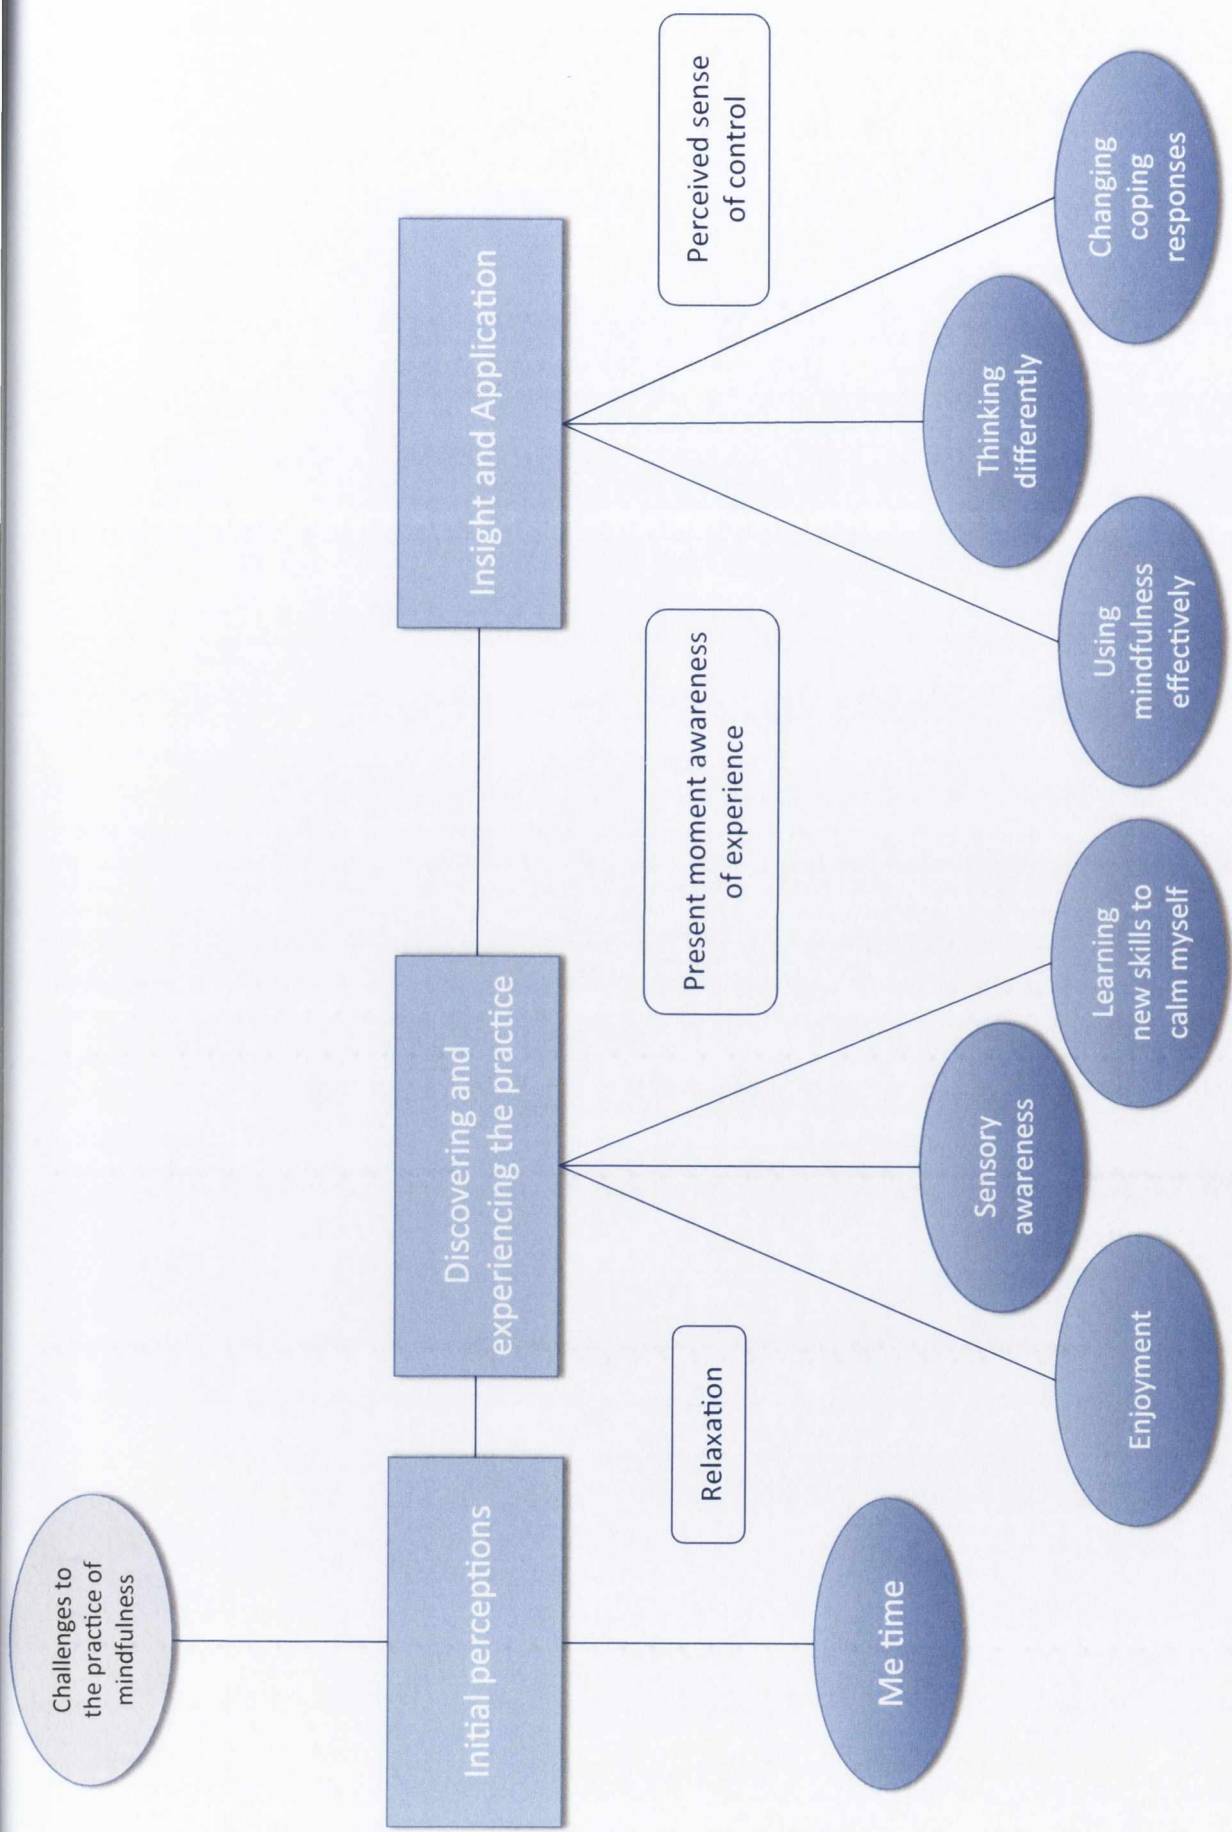 Challenges to
the practice of
mindfulness
Initial perceptions
Discovering and
experiencing the practice
Insight and Application
Relaxation
Present moment awareness
of experience
Perceived sense
of control
Me time
Enjoyment
Sensory
awareness
Learning
new skills to
calm myself
Using
mindfulness
effectively
Thinking
differently
Changing
coping
responses